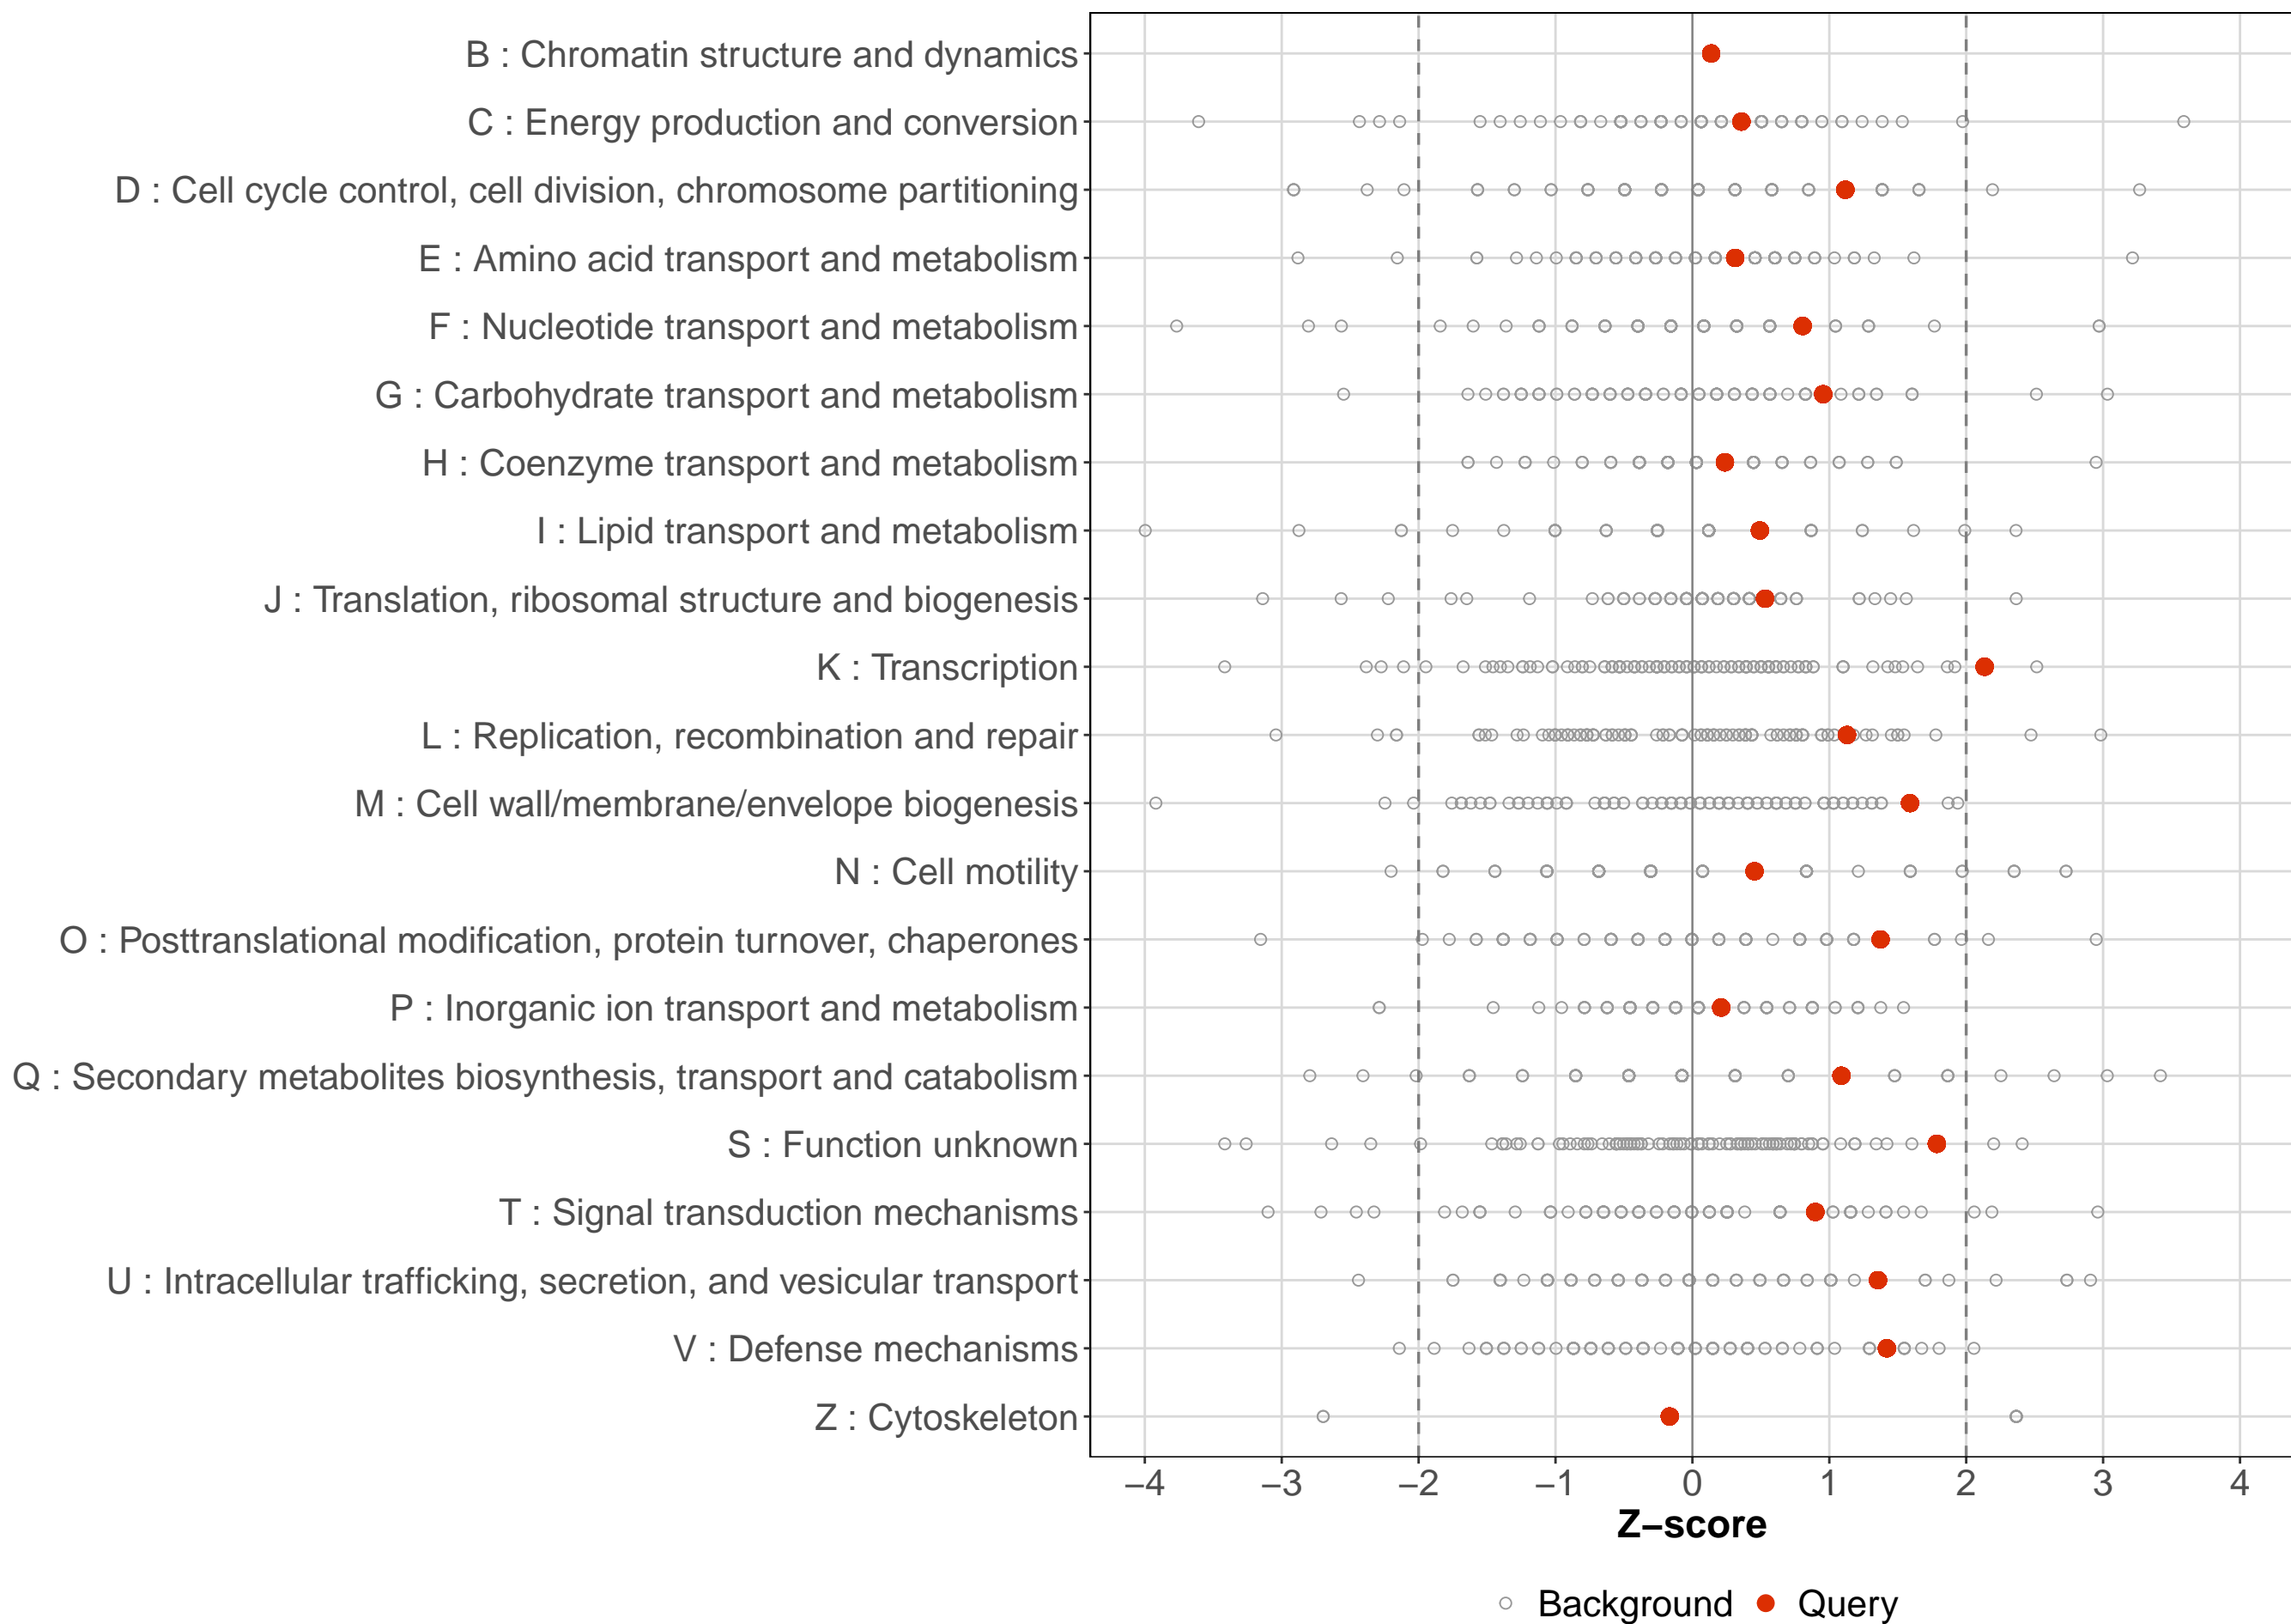 B : Chromatin structure and dynamics
C : Energy production and conversion
D : Cell cycle control, cell division, chromosome partitioning
E : Amino acid transport and metabolism
F : Nucleotide transport and metabolism
G : Carbohydrate transport and metabolism
H : Coenzyme transport and metabolism
I : Lipid transport and metabolism
J : Translation, ribosomal structure and biogenesis
K : Transcription
L : Replication, recombination and repair
M : Cell wall/membrane/envelope biogenesis
N : Cell motility
O : Posttranslational modification, protein turnover, chaperones
P : Inorganic ion transport and metabolism
Q : Secondary metabolites biosynthesis, transport and catabolism
S : Function unknown
T : Signal transduction mechanisms
U : Intracellular trafficking, secretion, and vesicular transport
V : Defense mechanisms
Z : Cytoskeleton
−4 −3 −2 −1 0 1 2 3 4
Z−score
Background Query